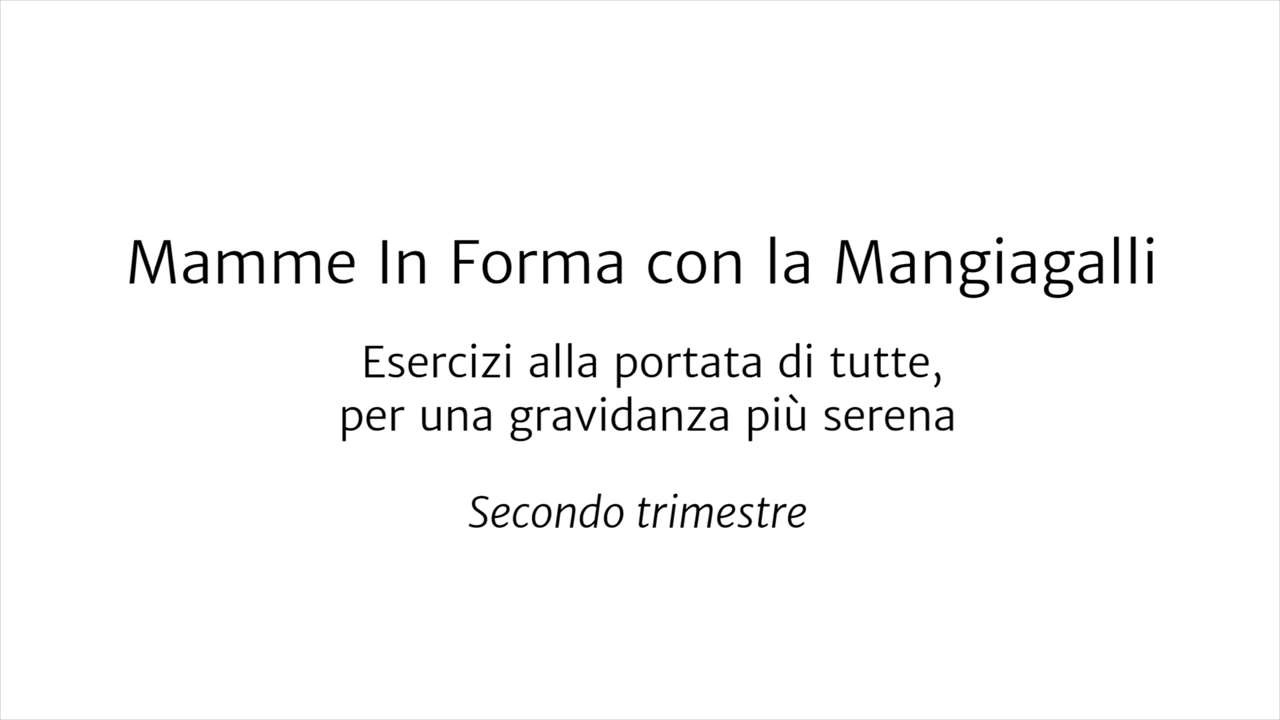 Mamme In Forma con la Mangiagalli
Esercizi alla portata di tutte,
per una gravidanza più serena
Secondo trimestre